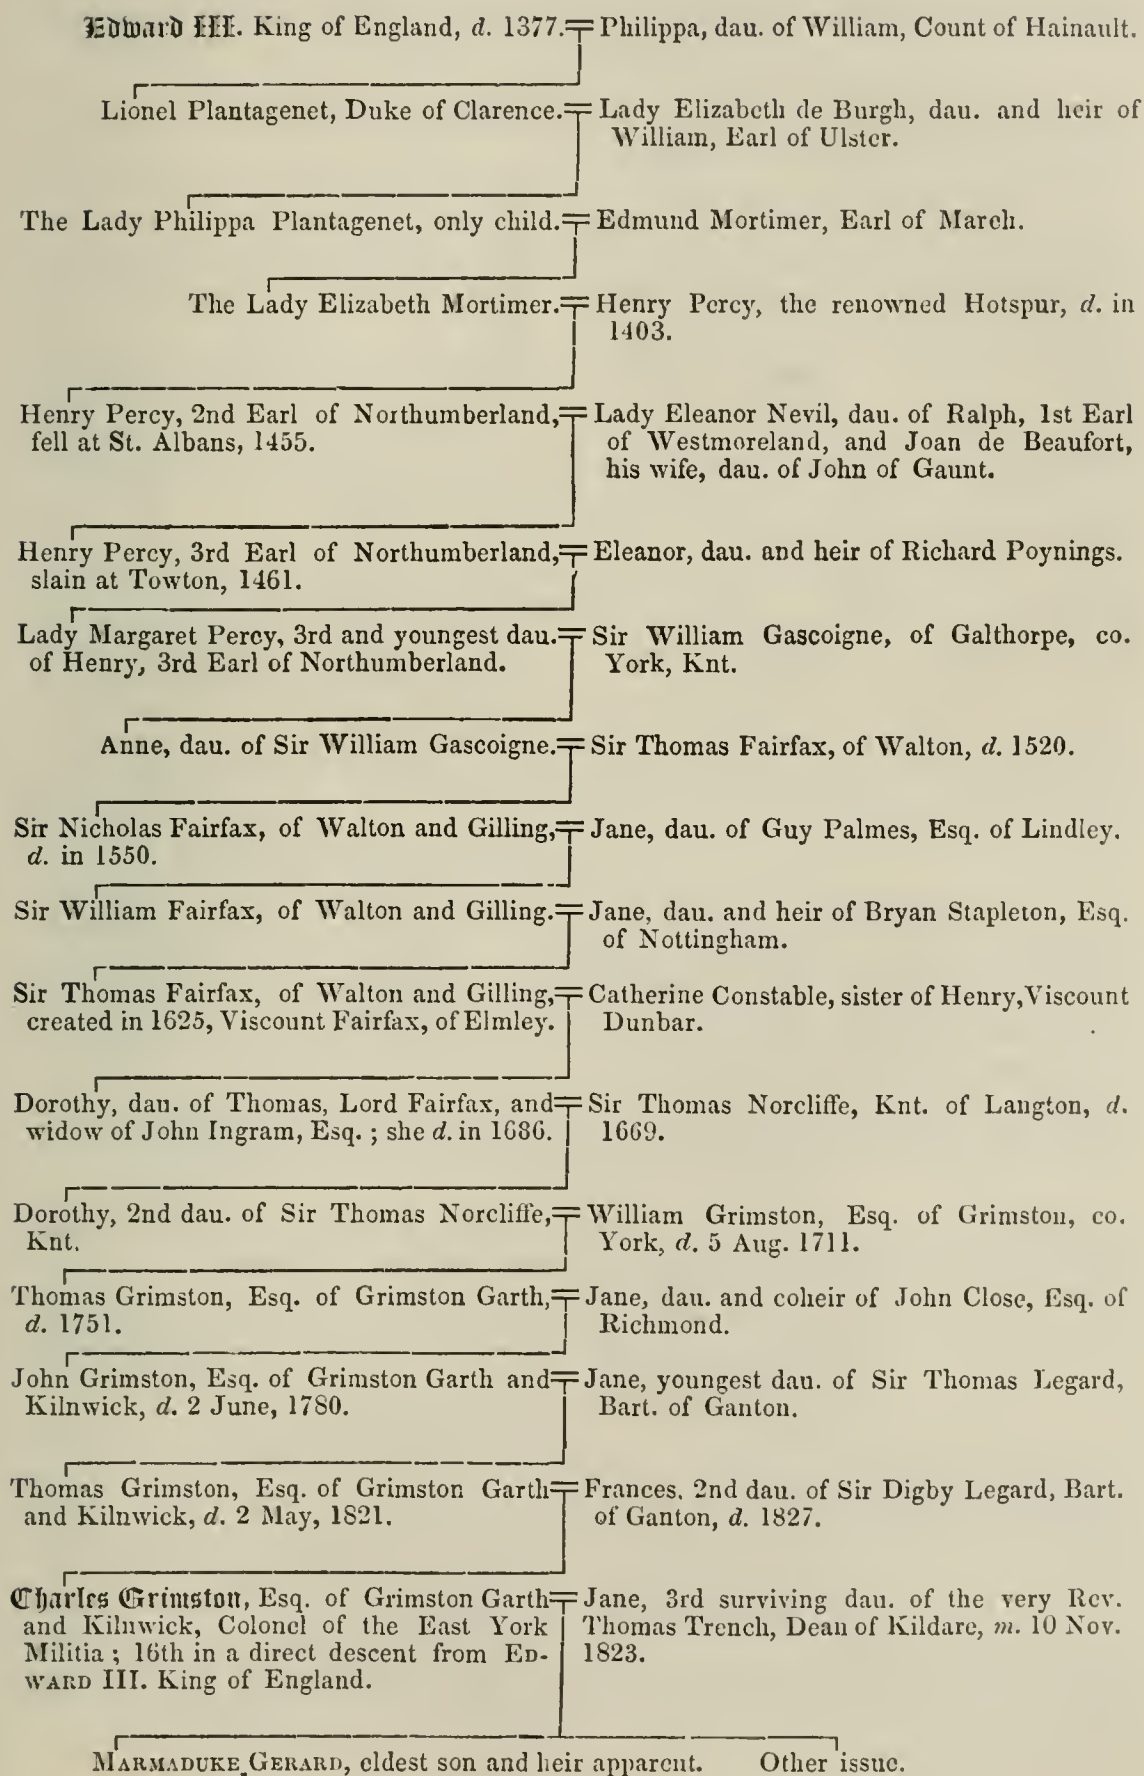 Edward III. King of England, d. 1377.
Philippa, dau. of William, Count of Hainault.
Lionel Plantagenet, Duke of Clarence.
Lady Elizabeth de Burgh, dau. and heir of
William, Earl of Ulster.
The Lady Philippa Plantagenet, only child.
Edmund Mortimer, Earl of March.
The Lady Elizabeth Mortimer.
Henry Percy, the renowned Hotspur, d. in
1403.
Henry Percy, 2nd Earl of Northumberland,
fell at St. Albans, 1455.
Lady Eleanor Nevil, dau. of Ralph, 1st Earl
of Westmoreland, and Joan de Beaufort,
his wife, dau. of John of Gaunt.
Henry Percy, 3rd Earl of Northumberland,
slain at Towton, 1461.
Eleanor, dau. and heir of Richard Poynings.
Lady Margaret Percy, 3rd and youngest dau.
of Henry, 3rd Earl of Northumberland.
Sir William Gascoigne, of Galthorpe, co.
York, Knt.
Anne, dau. of Sir William Gascoigne.
Sir Thomas Fairfax, of Walton, d. 1520.
Sir Nicholas Fairfax, of Walton and Gilling,
d. in 1550.
Jane, dau. of Guy Palmes, Esq. of Lindley.
Sir William Fairfax, of Walton and Gilling.
Jane, dau. and heir of Bryan Stapleton, Esq.
of Nottingham.
Sir Thomas Fairfax, of Walton and Gilling,
created in 1625, Viscount Fairfax, of Elmley.
Catherine Constable, sister of Henry, Viscount
Dunbar.
Dorothy, dau. of Thomas, Lord Fairfax, and
widow of John Ingram, Esq.; she d. in 1686.
Sir Thomas Norcliffe, Knt. of Langton, d.
1669.
Dorothy, 2nd dau. of Sir Thomas Norcliffe,
Knt.
William Grimston, Esq. of Grimston, co.
York, d. 5 Aug. 1711.
Thomas Grimston, Esq. of Grimston Garth,
d. 1751.
Jane, dau. and coheir of John Close, Esq. of
Richmond.
John Grimston, Esq. of Grimston Garth and
Kilnwick, d. 2 June, 1780.
Jane, youngest dau. of Sir Thomas Legard,
Bart. of Ganton.
Thomas Grimston, Esq. of Grimston Garth
and Kilnwick, d. 2 May, 1821.
Frances, 2nd dau. of Sir Digby Legard, Bart.
of Ganton, d. 1827.
Charles Grimston, Esq. of Grimston Garth
and Kilnwick, Colonel of the East York
Militia; 16th in a direct descent from ED-
WARD III. King of England.
Jane, 3rd surviving dau. of the very Rev.
Thomas Trench, Dean of Kildare, m. 10 Nov.
1823.
MARMADUKE GERARD, eldest son and heir apparent.
Other issue.